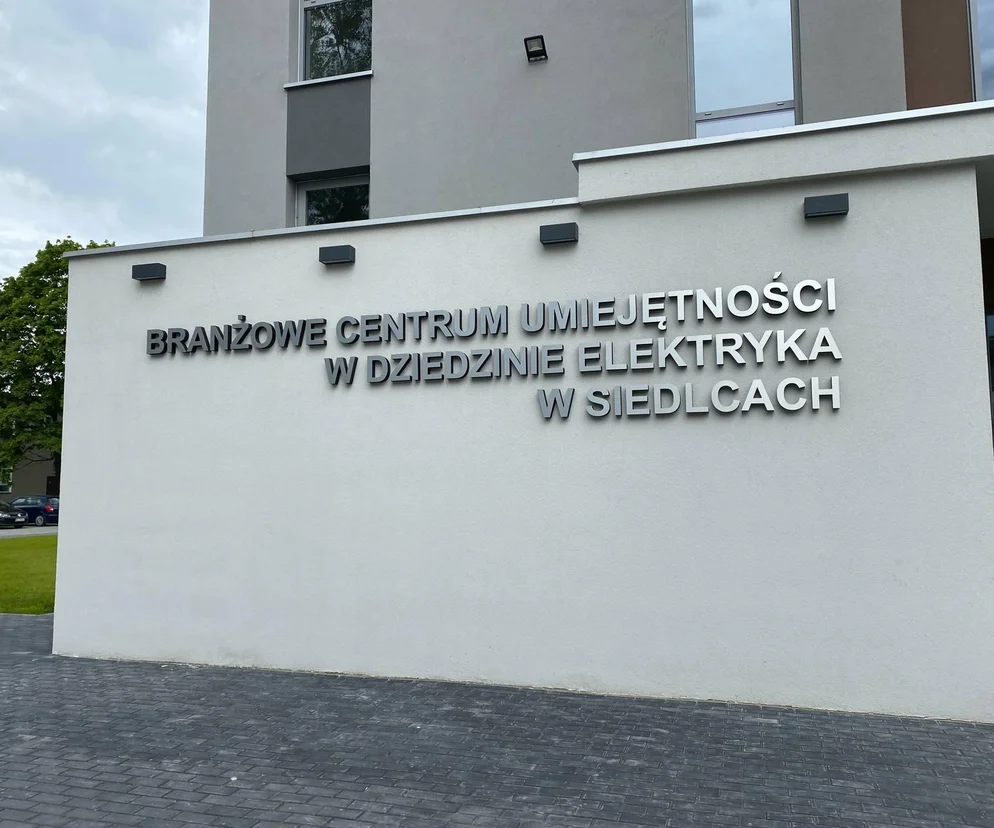 BRANŻOWE CENTRUM UMIEJĘTNOŚCI
W DZIEDZINIE ELEKTRYKA
W SIEDLCACH